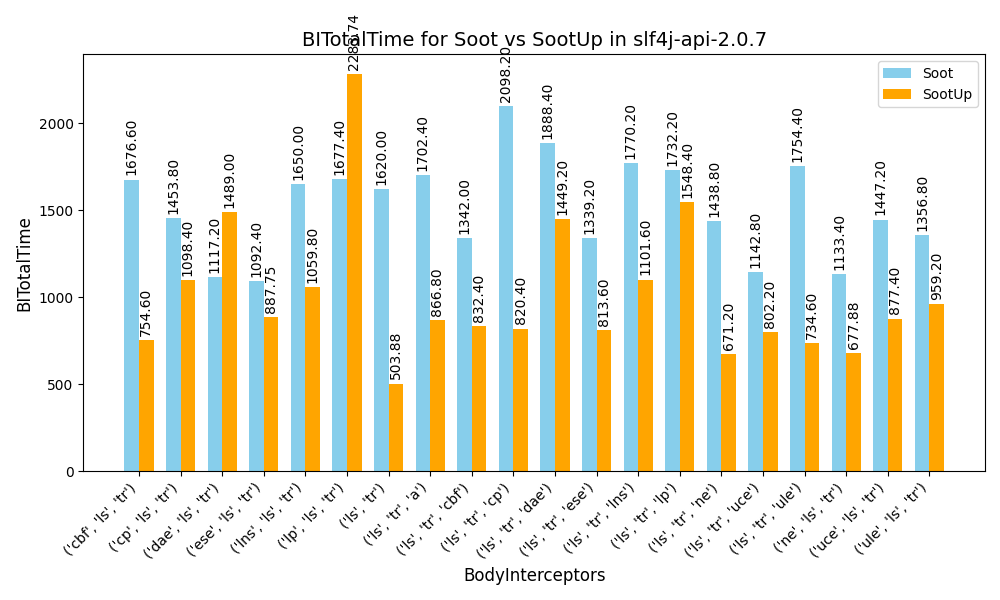 BITotalTime for Soot vs SootUp in slf4j-api-2.0.7
Soot
SootUp
BITotalTime
2000
1500
1000
500
0
1676.60
754.60
1453.80
1098.40
1117.20
1489.00
1092.40
887.75
1650.00
1059.80
1677.40
1620.00
503.88
1702.40
866.80
1342.00
832.40
2098.20
820.40
1888.40
1449.20
1339.20
813.60
1770.20
1101.60
1732.20
1548.40
1438.80
671.20
1142.80
802.20
1754.40
734.60
1133.40
677.88
1447.20
877.40
1356.80
959.20
('cbf', 'ls', 'tr')
('cp', 'ls', 'tr')
('dae', 'ls', 'tr')
('ese', 'ls', 'tr')
('lns', 'ls', 'tr')
('lp', 'ls', 'tr')
('ls', 'tr')
('ls', 'tr', 'a')
('ls', 'tr', 'cbf')
('ls', 'tr', 'cp')
('ls', 'tr', 'dae')
('ls', 'tr', 'ese')
('ls', 'tr', 'lns')
('ls', 'tr', 'lp')
('ls', 'tr', 'ne')
('ls', 'tr', 'uce')
('ls', 'tr', 'ule')
('ne', 'ls', 'tr')
('uce', 'ls', 'tr')
('ule', 'ls', 'tr')
BodyInterceptors